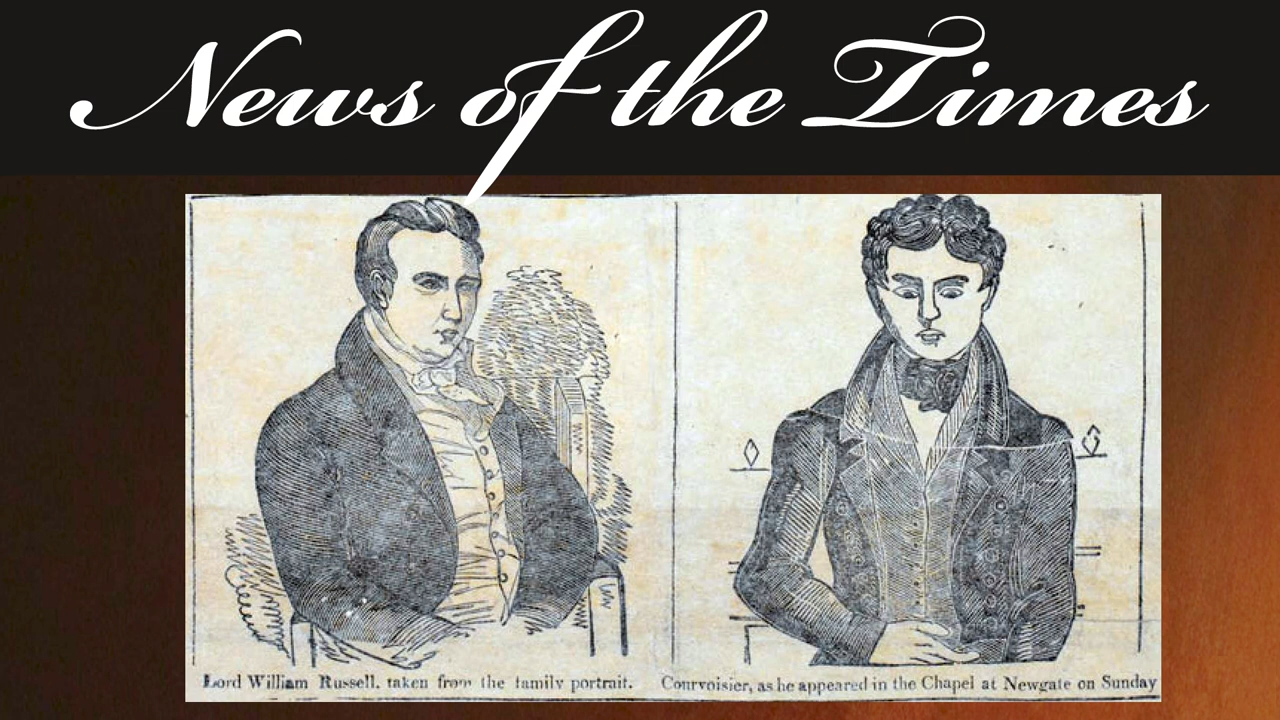 News of the Times
Lord William Russell. taken from the family portrait.
Courvoisier, as he appeared in the Chapel at Newgate on Sunday